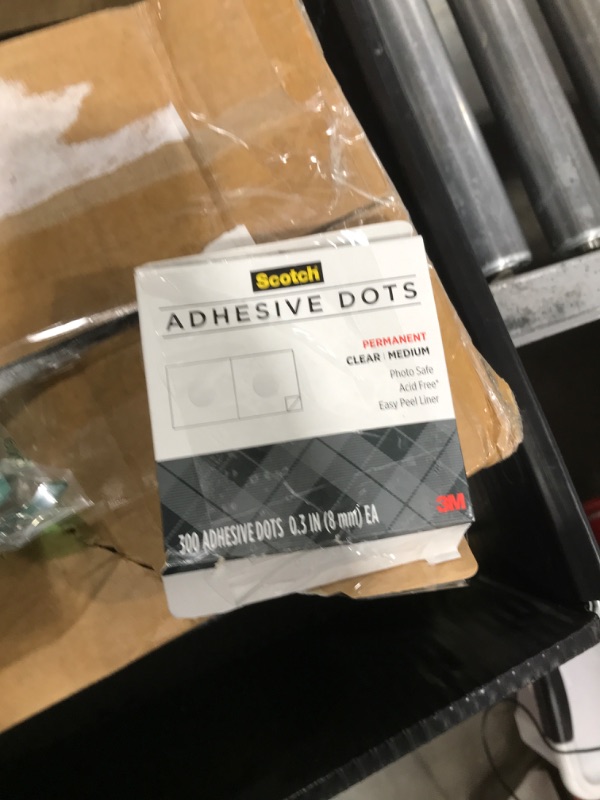 Scotch
ADHESIVE DOTS
PERMANENT
CLEAR : MEDIUM
Photo Safe
Acid Free*
Easy Peel Liner
3M
300 ADHESIVE DOTS 0.3 IN (8 mm) EA